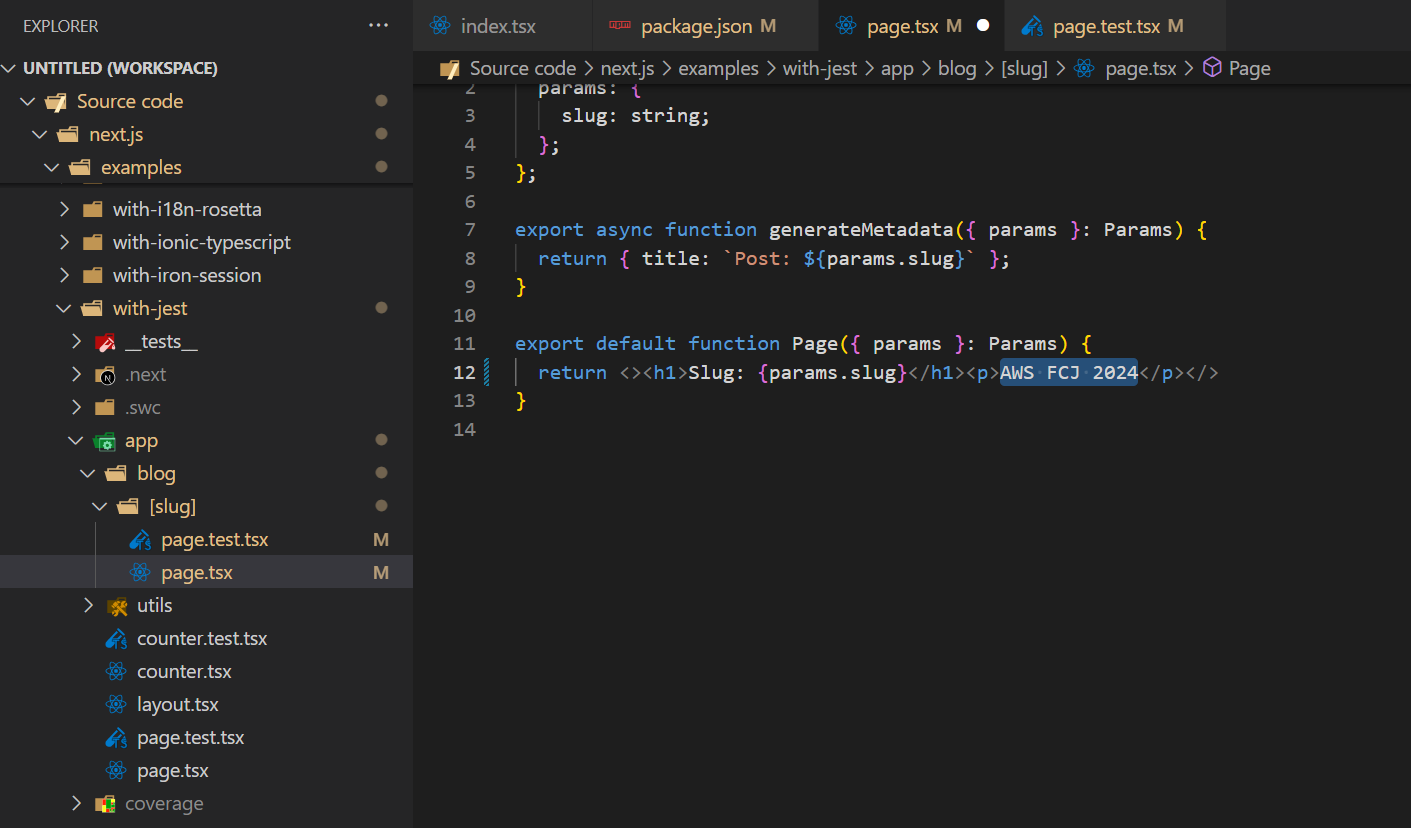 EXPLORER
UNTITLED (WORKSPACE)
Source code
next.js
examples
with-i18n-rosetta
with-ionic-typescript
with-iron-session
with-jest
__tests__
.next
.swc
app
blog
[slug]
page.test.tsx M
page.tsx M
utils
counter.test.tsx
counter.tsx
layout.tsx
page.test.tsx
page.tsx
coverage
index.tsx package.json M page.tsx M page.test.tsx M
Source code > next.js > examples > with-jest > app > blog > [slug] > page.tsx > Page
2 params: {
3 slug: string;
4 };
5 };
6
7 export async function generateMetadata({ params }: Params) {
8 return { title: `Post: ${params.slug}` };
9 }
10
11 export default function Page({ params }: Params) {
12 return <><h1>Slug: {params.slug}</h1><p>AWS FCJ 2024</p></>
13 }
14